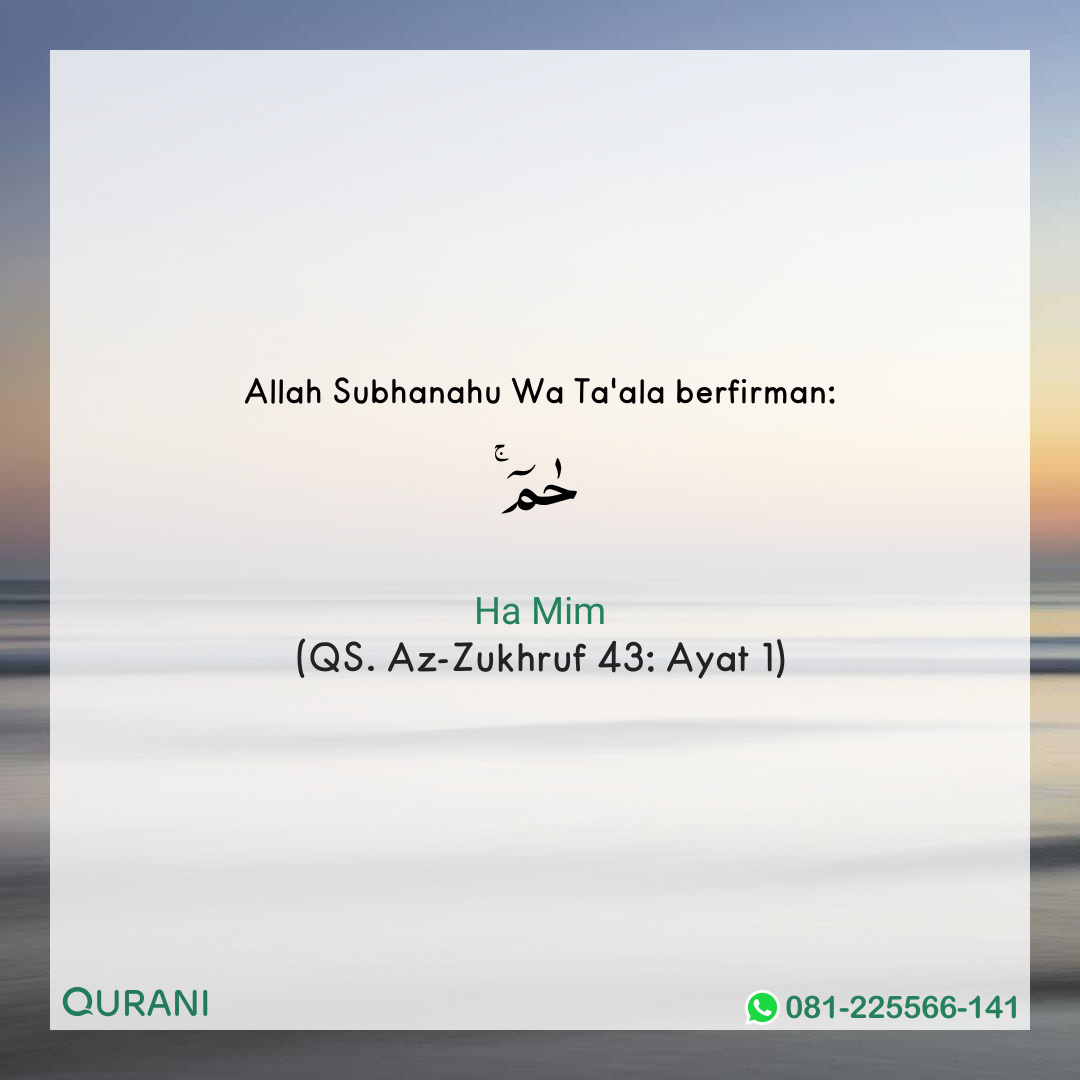 Allah Subhanahu Wa Ta'ala berfirman:
حٰمٓ ۚ
Ha Mim
(QS. Az-Zukhruf 43: Ayat 1)
QURANI
081-225566-141